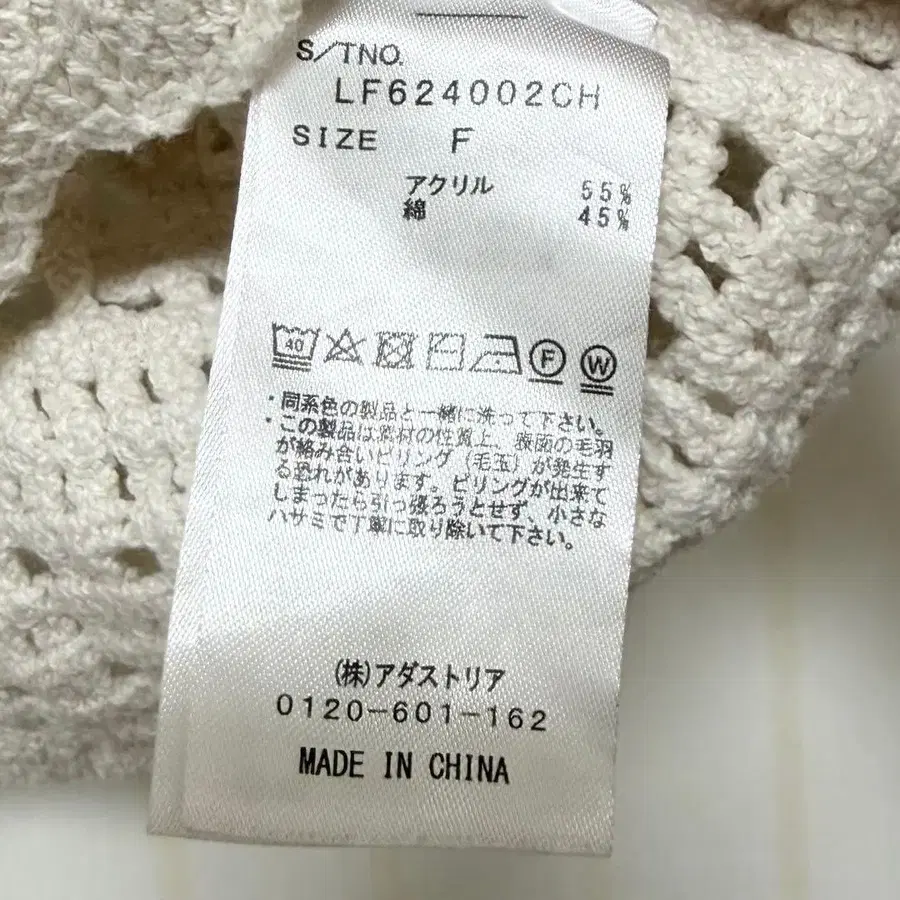 S/TNO.
LF624002CH
SIZE F
アクリル 55%
綿 45%
40
F W
・同系色の製品と一緒に洗って下さい。
・この製品は素材の性質上、表面の毛羽
が絡み合いピリング（毛玉）が発生す
る恐れがあります。ピリングが出来て
しまったら引っ張ろうとせず、小さな
ハサミで丁寧に取り除いて下さい。
(株)アダストリア
0120-601-162
MADE IN CHINA